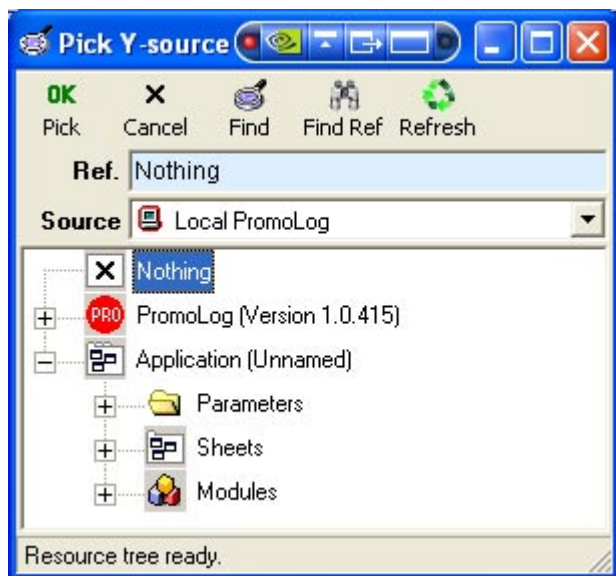 Pick Y-source
OK
Pick
Cancel
Find
Find Ref
Refresh
Ref. Nothing
Source Local PromoLog
Nothing
PRO PromoLog (Version 1.0.415)
Application (Unnamed)
Parameters
Sheets
Modules
Resource tree ready.